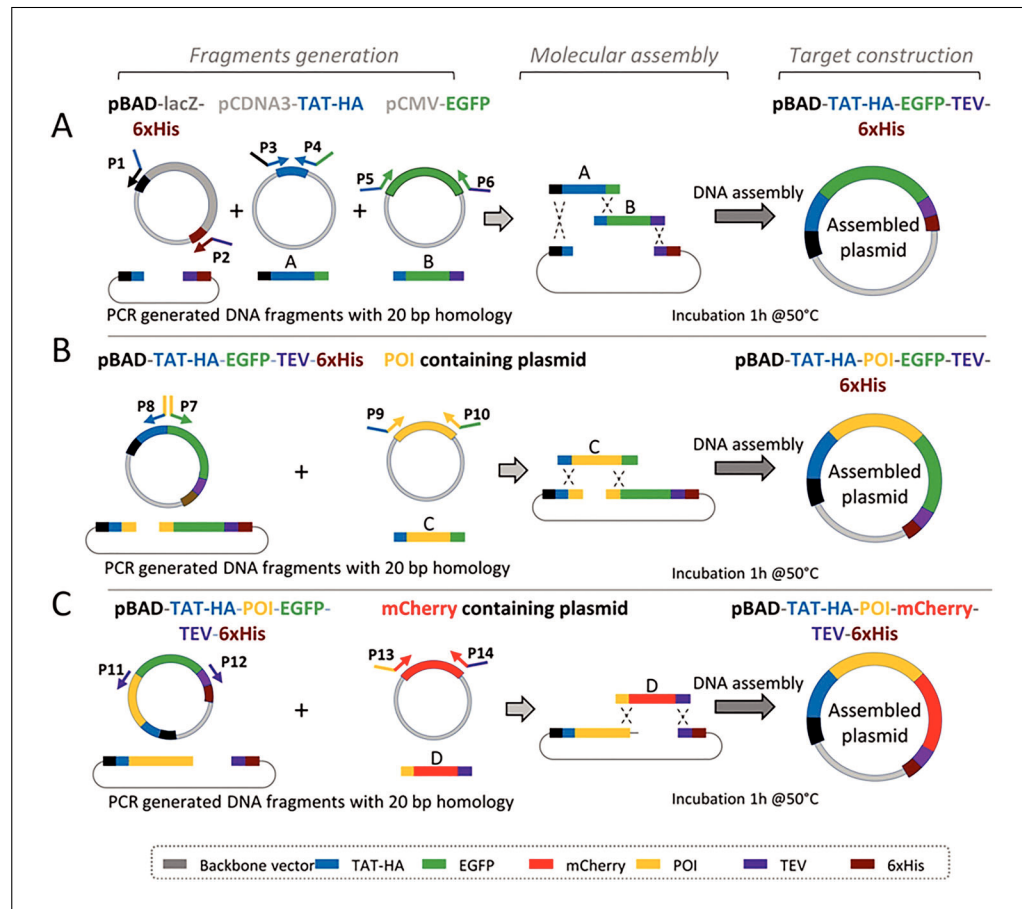 Fragments generation
Molecular assembly
Target construction
A
pBAD-lacZ-
6xHis
pCDNA3-TAT-HA
pCMV-EGFP
pBAD-TAT-HA-EGFP-TEV-
6xHis
P1
P2
P3
P4
P5
P6
+
+
A
B
A
B
DNA assembly
Assembled
plasmid
PCR generated DNA fragments with 20 bp homology
Incubation 1h @50°C
B
pBAD-TAT-HA-EGFP-TEV-6xHis
POI containing plasmid
pBAD-TAT-HA-POI-EGFP-TEV-
6xHis
P8
P7
P9
P10
+
C
C
DNA assembly
Assembled
plasmid
PCR generated DNA fragments with 20 bp homology
Incubation 1h @50°C
C
pBAD-TAT-HA-POI-EGFP-
TEV-6xHis
mCherry containing plasmid
pBAD-TAT-HA-POI-mCherry-
TEV-6xHis
P11
P12
P13
P14
+
D
D
DNA assembly
Assembled
plasmid
PCR generated DNA fragments with 20 bp homology
Incubation 1h @50°C
Backbone vector
TAT-HA
EGFP
mCherry
POI
TEV
6xHis